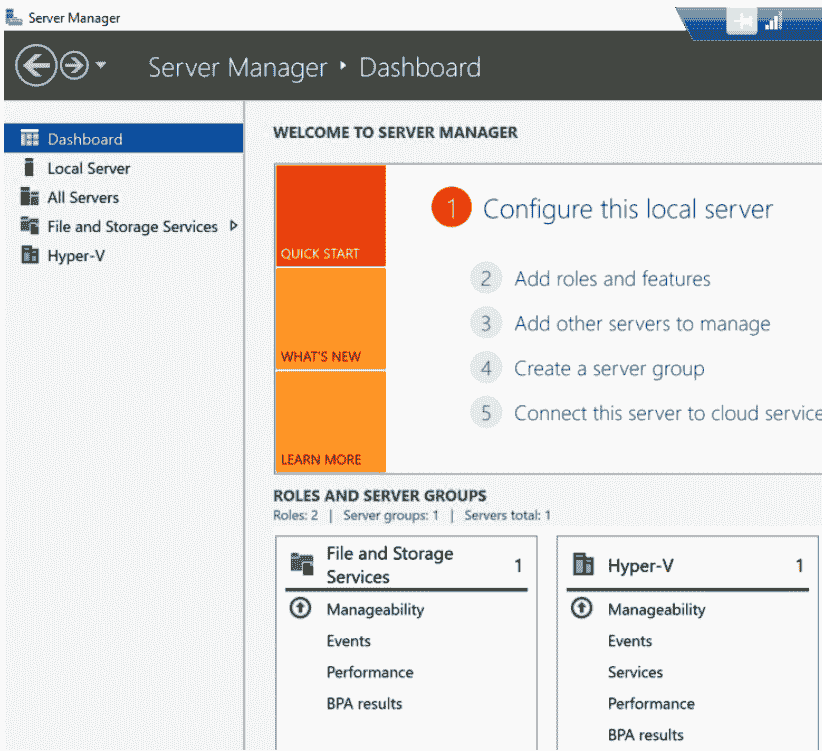 Server Manager
Server Manager ‣ Dashboard
Dashboard
Local Server
All Servers
File and Storage Services
Hyper-V
WELCOME TO SERVER MANAGER
QUICK START
WHAT'S NEW
LEARN MORE
1 Configure this local server
2 Add roles and features
3 Add other servers to manage
4 Create a server group
5 Connect this server to cloud service
ROLES AND SERVER GROUPS
Roles: 2 | Server groups: 1 | Servers total: 1
File and Storage
Services 1
Manageability
Events
Performance
BPA results
Hyper-V 1
Manageability
Events
Services
Performance
BPA results